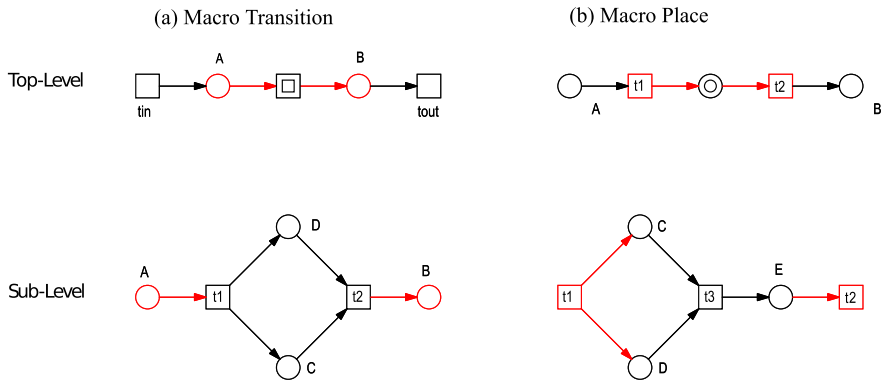 (a) Macro Transition
(b) Macro Place
Top-Level
A
B
tin
tout
t1
t2
A
B
Sub-Level
A
t1
D
C
t2
B
t1
C
D
t3
E
t2